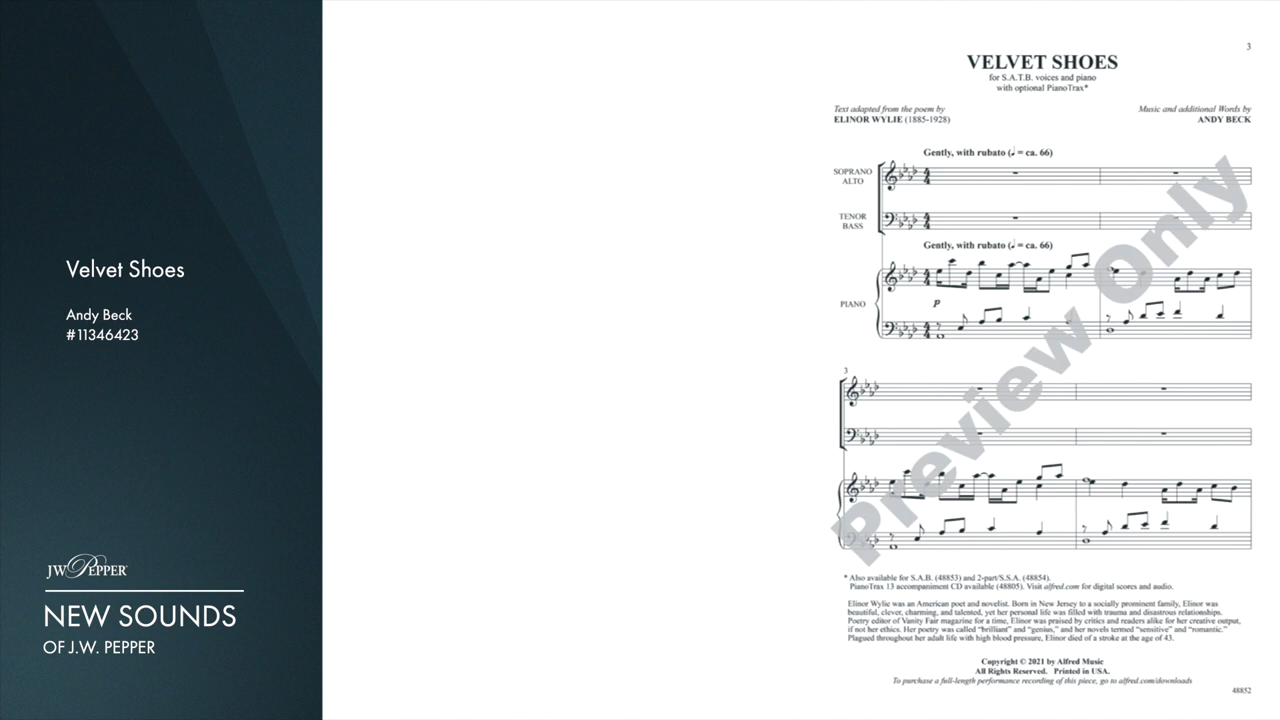 Velvet Shoes
Andy Beck
#11346423
JW PEPPER
NEW SOUNDS
OF J.W. PEPPER
3
VELVET SHOES
for S.A.T.B. voices and piano
with optional PianoTrax*
Text adapted from the poem by
ELINOR WYLIE (1885-1928)
Music and additional Words by
ANDY BECK
Gently, with rubato (♩ = ca. 66)
SOPRANO
ALTO
TENOR
BASS
Gently, with rubato (♩ = ca. 66)
PIANO
p
3
Preview Only
* Also available for S.A.B. (48853) and 2-part/S.S.A. (48854).
PianoTrax 13 accompaniment CD available (48805). Visit alfred.com for digital scores and audio.
Elinor Wylie was an American poet and novelist. Born in New Jersey to a socially prominent family, Elinor was
beautiful, clever, charming, and talented, yet her personal life was filled with trauma and disastrous relationships.
Poetry editor of Vanity Fair magazine for a time, Elinor was praised by critics and readers alike for her creative output,
if not her ethics. Her poetry was called “brilliant” and “genius,” and her novels termed “sensitive” and “romantic.”
Plagued throughout her adult life with high blood pressure, Elinor died of a stroke at the age of 43.
Copyright © 2021 by Alfred Music
All Rights Reserved. Printed in USA.
To purchase a full-length performance recording of this piece, go to alfred.com/downloads
48852